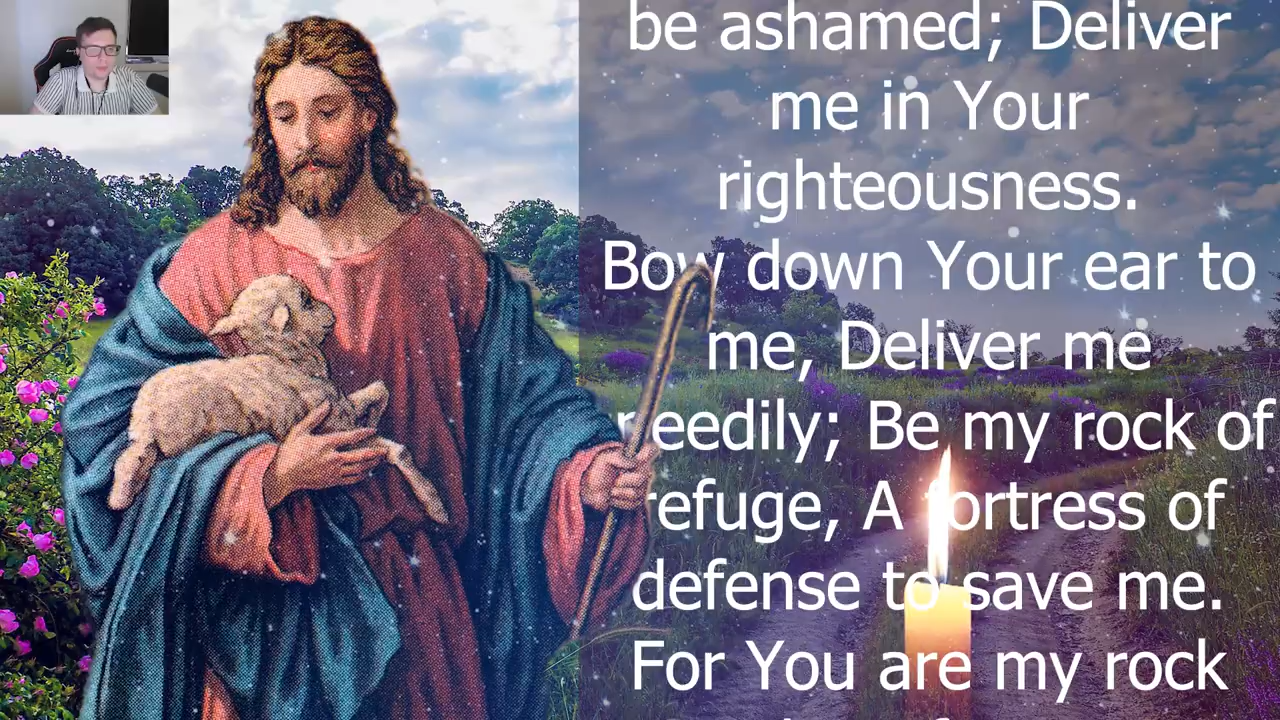 be ashamed; Deliver
me in Your
righteousness.
Bow down Your ear to
me, Deliver me
eedily; Be my rock of
refuge, A fortress of
defense to save me.
For You are my rock